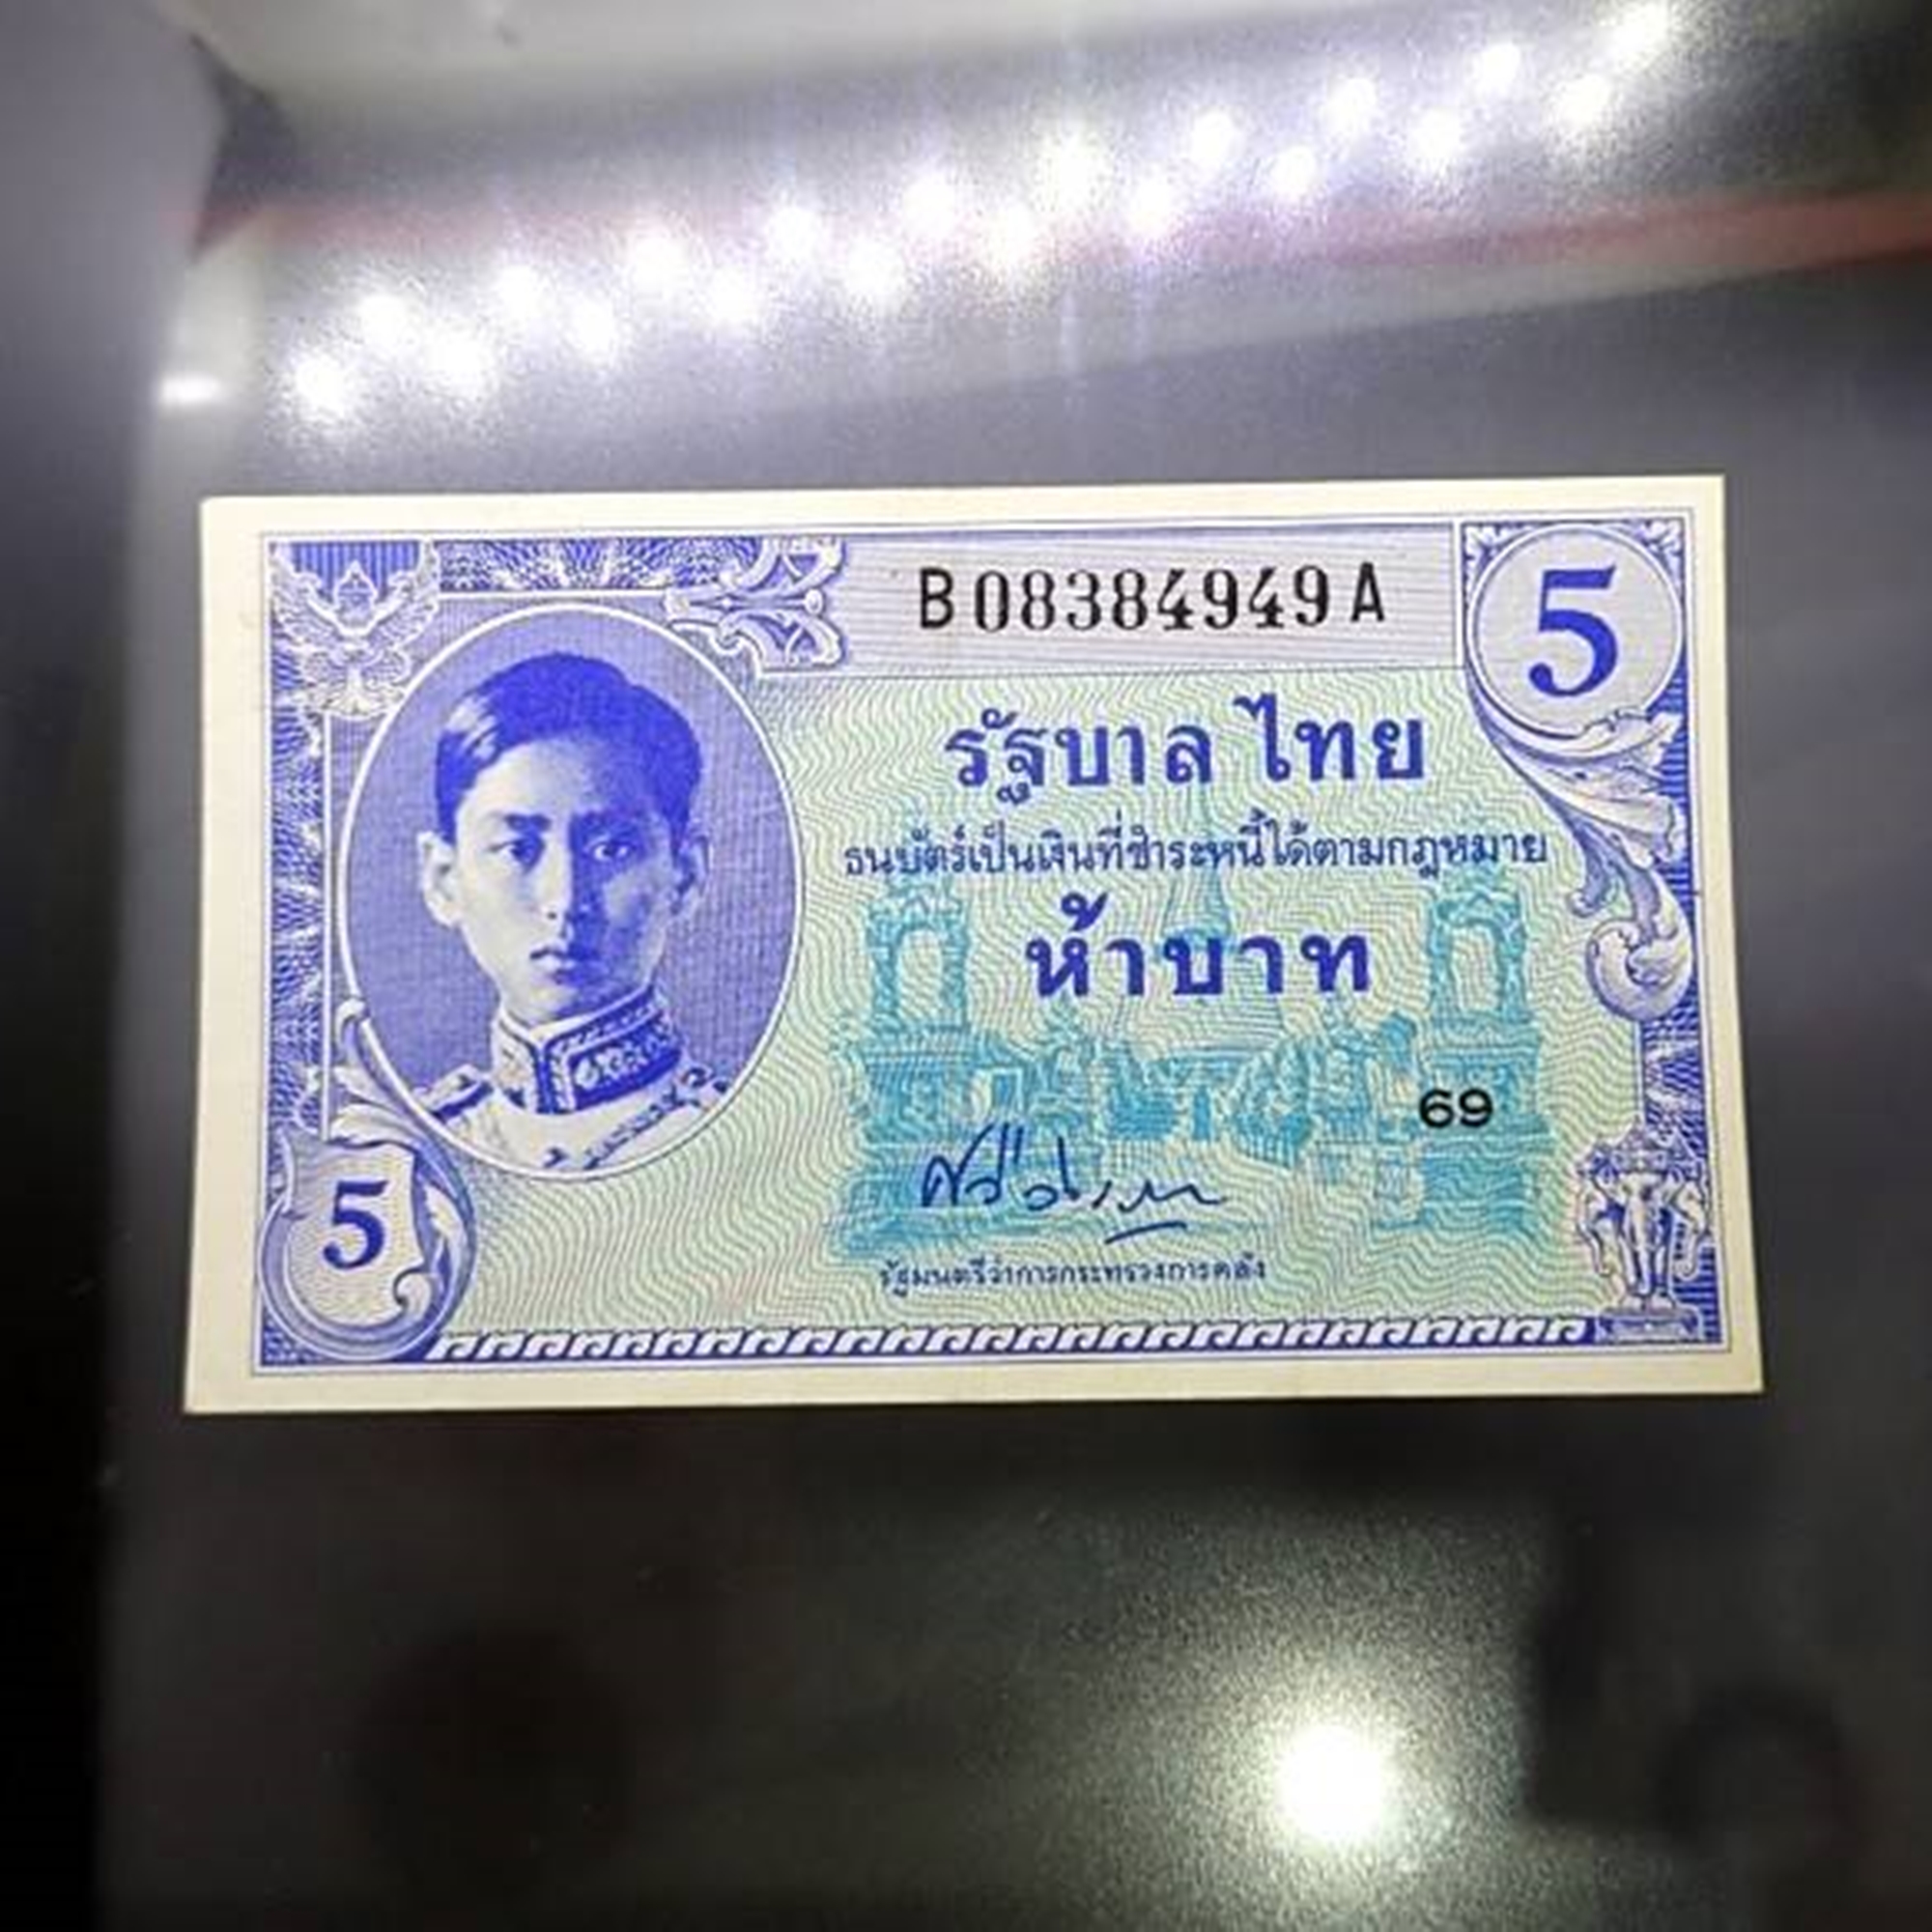 B08384949A
5
รัฐบาลไทย
ธนบัตร์เป็นเงินที่ชำระหนี้ได้ตามกฎหมาย
ห้าบาท
69
5
รัฐมนตรีว่าการกระทรวงการคลัง